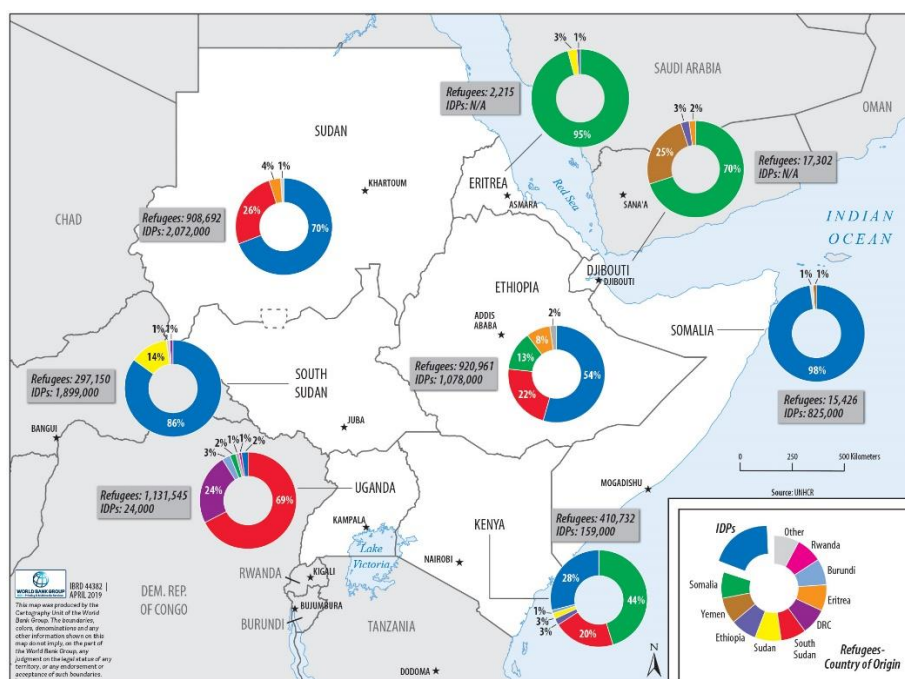 3%
1%
SAUDI ARABIA
OMAN
Refugees: 2,215
IDPs: N/A
95%
3%
2%
25%
70%
Refugees: 17,302
IDPs: N/A
SUDAN
4%
1%
KHARTOUM
26%
70%
Refugees: 908,692
IDPs: 2,072,000
CHAD
ERITREA
ASMARA
Red Sea
SANA'A
INDIAN
OCEAN
DJIBOUTI
DJIBOUTI
ETHIOPIA
ADDIS
ABABA
2%
8%
13%
54%
22%
Refugees: 920,961
IDPs: 1,078,000
SOMALIA
1%
1%
98%
Refugees: 15,426
IDPs: 825,000
1%
1%
14%
86%
Refugees: 297,150
IDPs: 1,899,000
SOUTH
SUDAN
JUBA
BANGUI
2%
1%
1%
2%
3%
24%
69%
Refugees: 1,131,545
IDPs: 24,000
UGANDA
KAMPALA
Lake
Victoria
KENYA
NAIROBI
MOGADISHU
Refugees: 410,732
IDPs: 159,000
28%
44%
1%
3%
3%
20%
0
250
500 Kilometers
Source: UNHCR
RWANDA
KIGALI
BUJUMBURA
BURUNDI
DEM. REP.
OF CONGO
TANZANIA
DODOMA
N
WORLD BANK GROUP
IBRD 44382 |
APRIL 2019
This map was produced by the
Cartography Unit of the World
Bank Group. The boundaries,
colors, denominations and any
other information shown on this
map do not imply, on the part of
the World Bank Group, any
judgment on the legal status of any
territory, or any endorsement or
acceptance of such boundaries.
IDPs
Other
Rwanda
Burundi
Eritrea
DRC
South
Sudan
Sudan
Ethiopia
Yemen
Somalia
Refugees-
Country of Origin